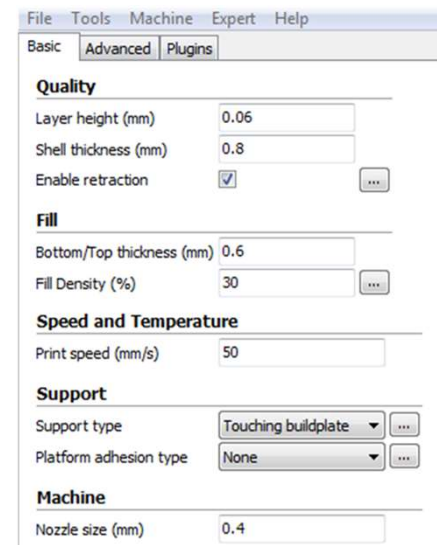 File Tools Machine Expert Help
Basic Advanced Plugins
Quality
Layer height (mm) 0.06
Shell thickness (mm) 0.8
Enable retraction ...
Fill
Bottom/Top thickness (mm) 0.6
Fill Density (%) 30 ...
Speed and Temperature
Print speed (mm/s) 50
Support
Support type Touching buildplate ...
Platform adhesion type None ...
Machine
Nozzle size (mm) 0.4